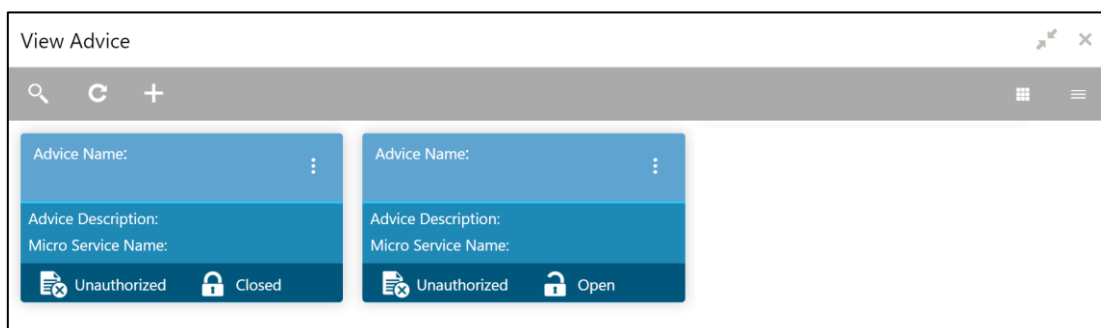 View Advice
Advice Name:
Advice Description:
Micro Service Name:
Unauthorized Closed
Advice Name:
Advice Description:
Micro Service Name:
Unauthorized Open